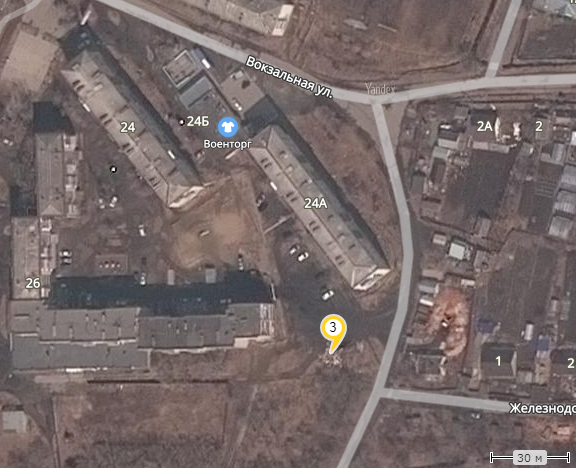 Вокзальная ул.
Yandex
24
24Б
Военторг
2А
2
24А
26
3
1
2
Железнодо
30 м